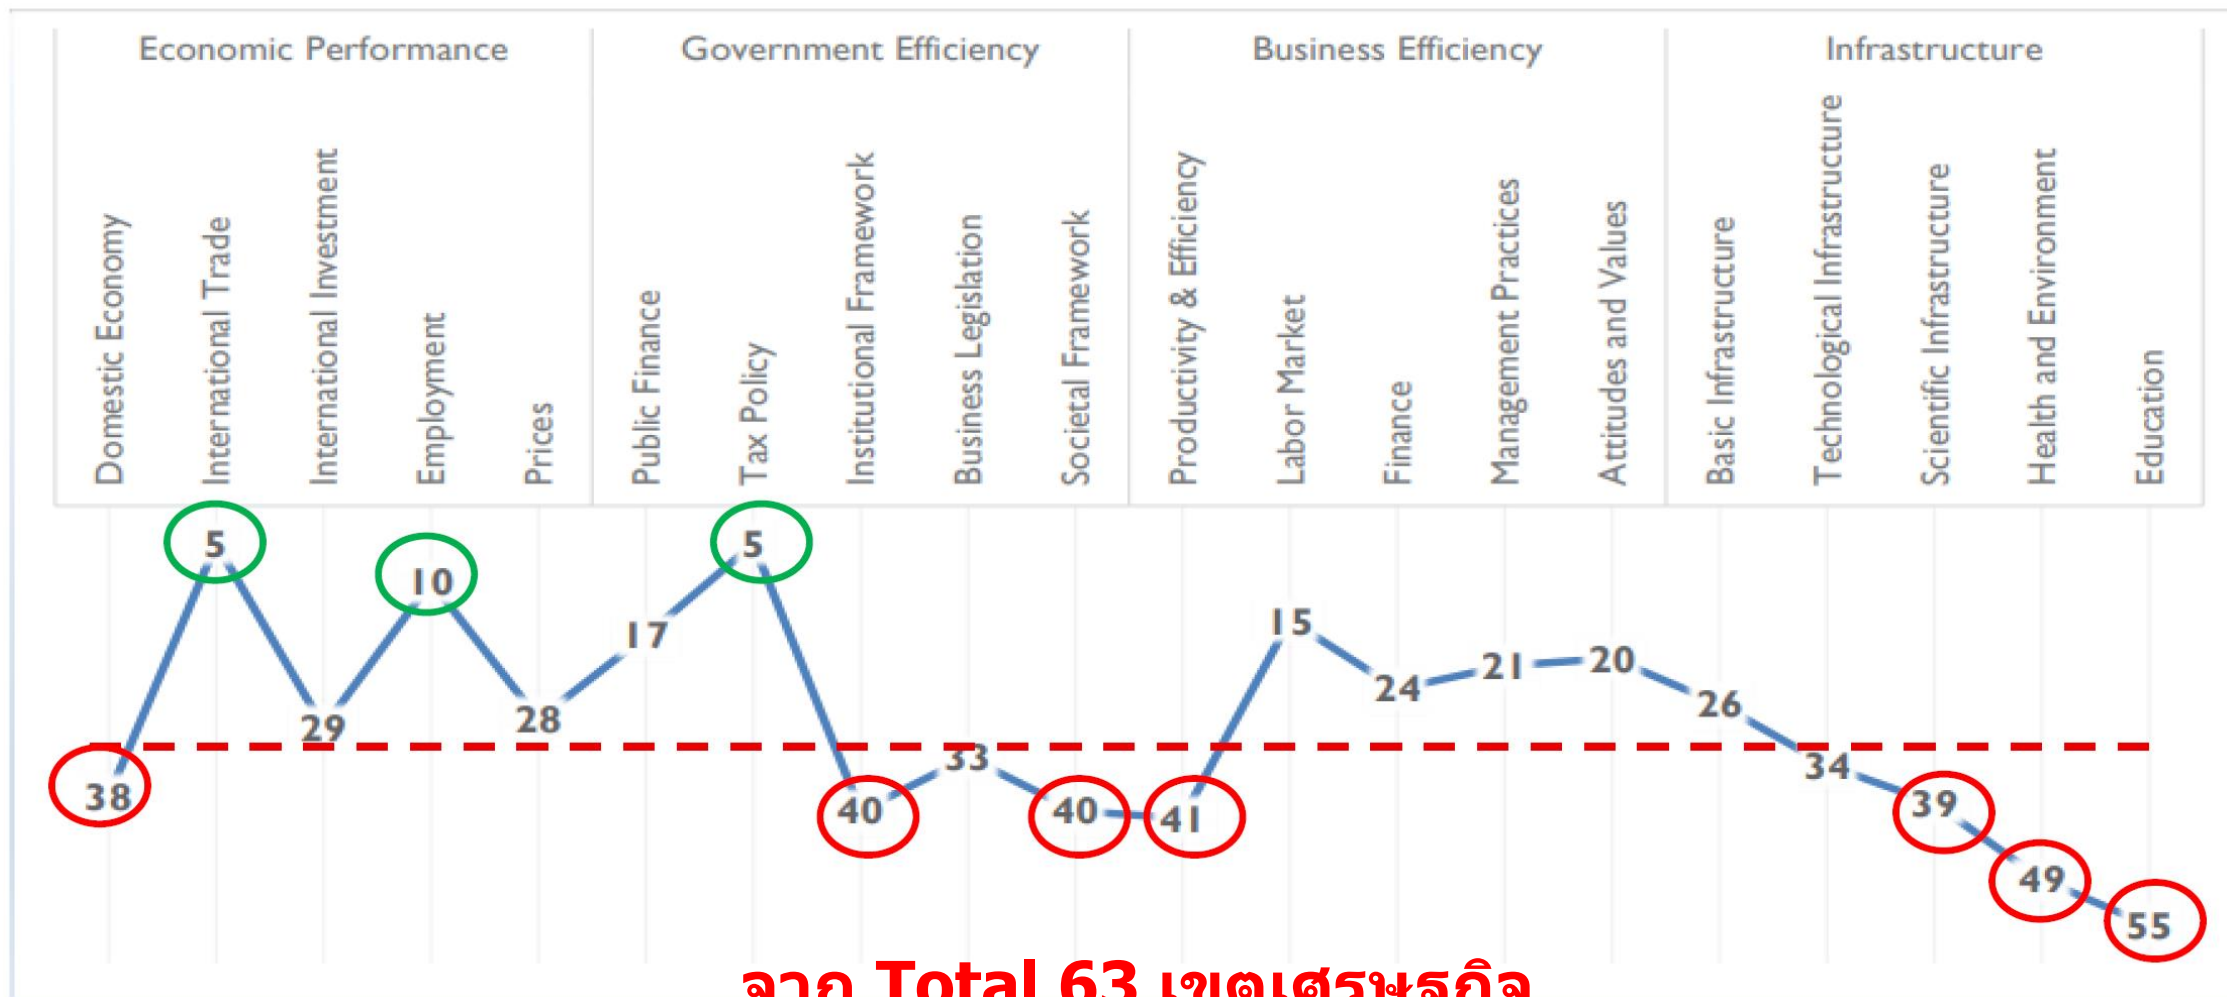 Economic Performance
Government Efficiency
Business Efficiency
Infrastructure
Domestic Economy
International Trade
International Investment
Employment
Prices
Public Finance
Tax Policy
Institutional Framework
Business Legislation
Societal Framework
Productivity & Efficiency
Labor Market
Finance
Management Practices
Attitudes and Values
Basic Infrastructure
Technological Infrastructure
Scientific Infrastructure
Health and Environment
Education
38
5
29
10
28
17
5
40
33
40
41
15
24
21
20
26
34
39
49
55
จาก Total 63 เขตเศรษฐกิจ